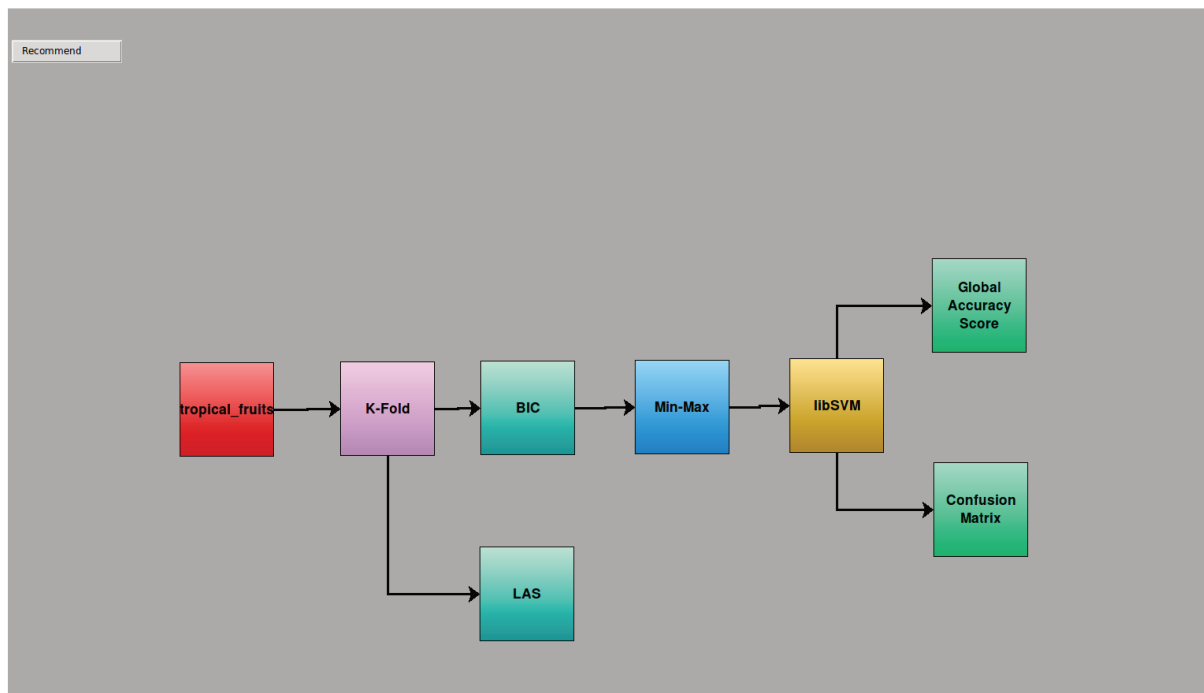 Recommend
Global
Accuracy
Score
tropical_fruits
K-Fold
BIC
Min-Max
libSVM
Confusion
Matrix
LAS